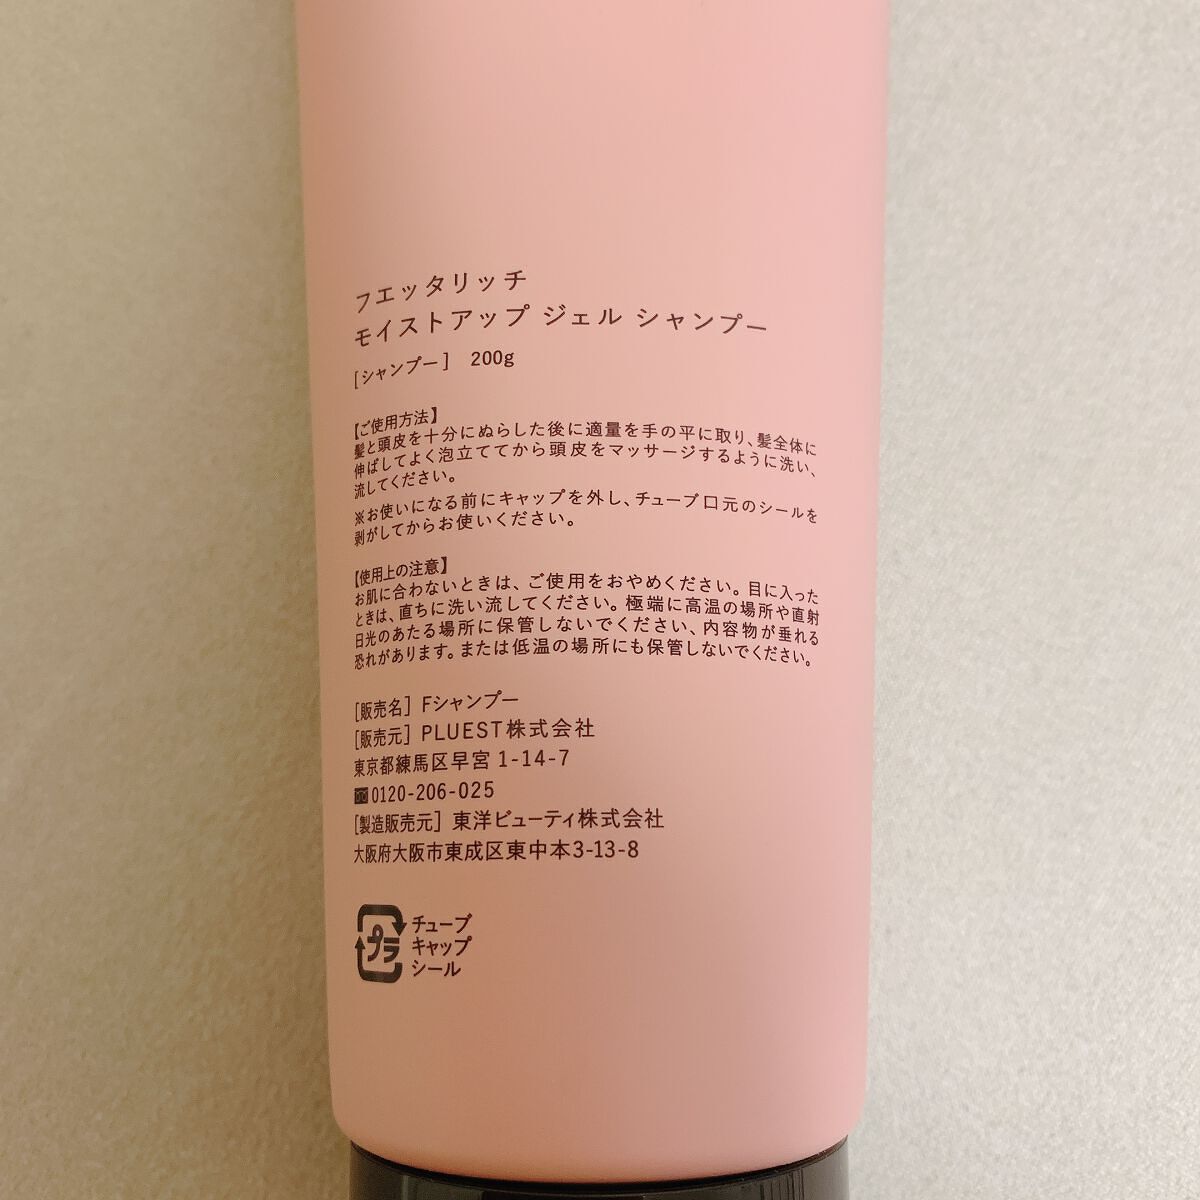 フエッタリッチ
モイストアップ ジェル シャンプー
[シャンプー] 200g
【ご使用方法】
髪と頭皮を十分にぬらした後に適量を手の平に取り、髪全体に
伸ばしてよく泡立ててから頭皮をマッサージするように洗い、
流してください。
※お使いになる前にキャップを外し、チューブ口元のシールを
剥がしてからお使いください。
【使用上の注意】
お肌に合わないときは、ご使用をおやめください。目に入った
ときは、直ちに洗い流してください。極端に高温の場所や直射
日光のあたる場所に保管しないでください、内容物が垂れる
恐れがあります。または低温の場所にも保管しないでください。
[販売名] Fシャンプー
[販売元] PLUEST株式会社
東京都練馬区早宮 1-14-7
☎0120-206-025
[製造販売元] 東洋ビューティ株式会社
大阪府大阪市東成区東中本3-13-8
プラ チューブ
キャップ
シール